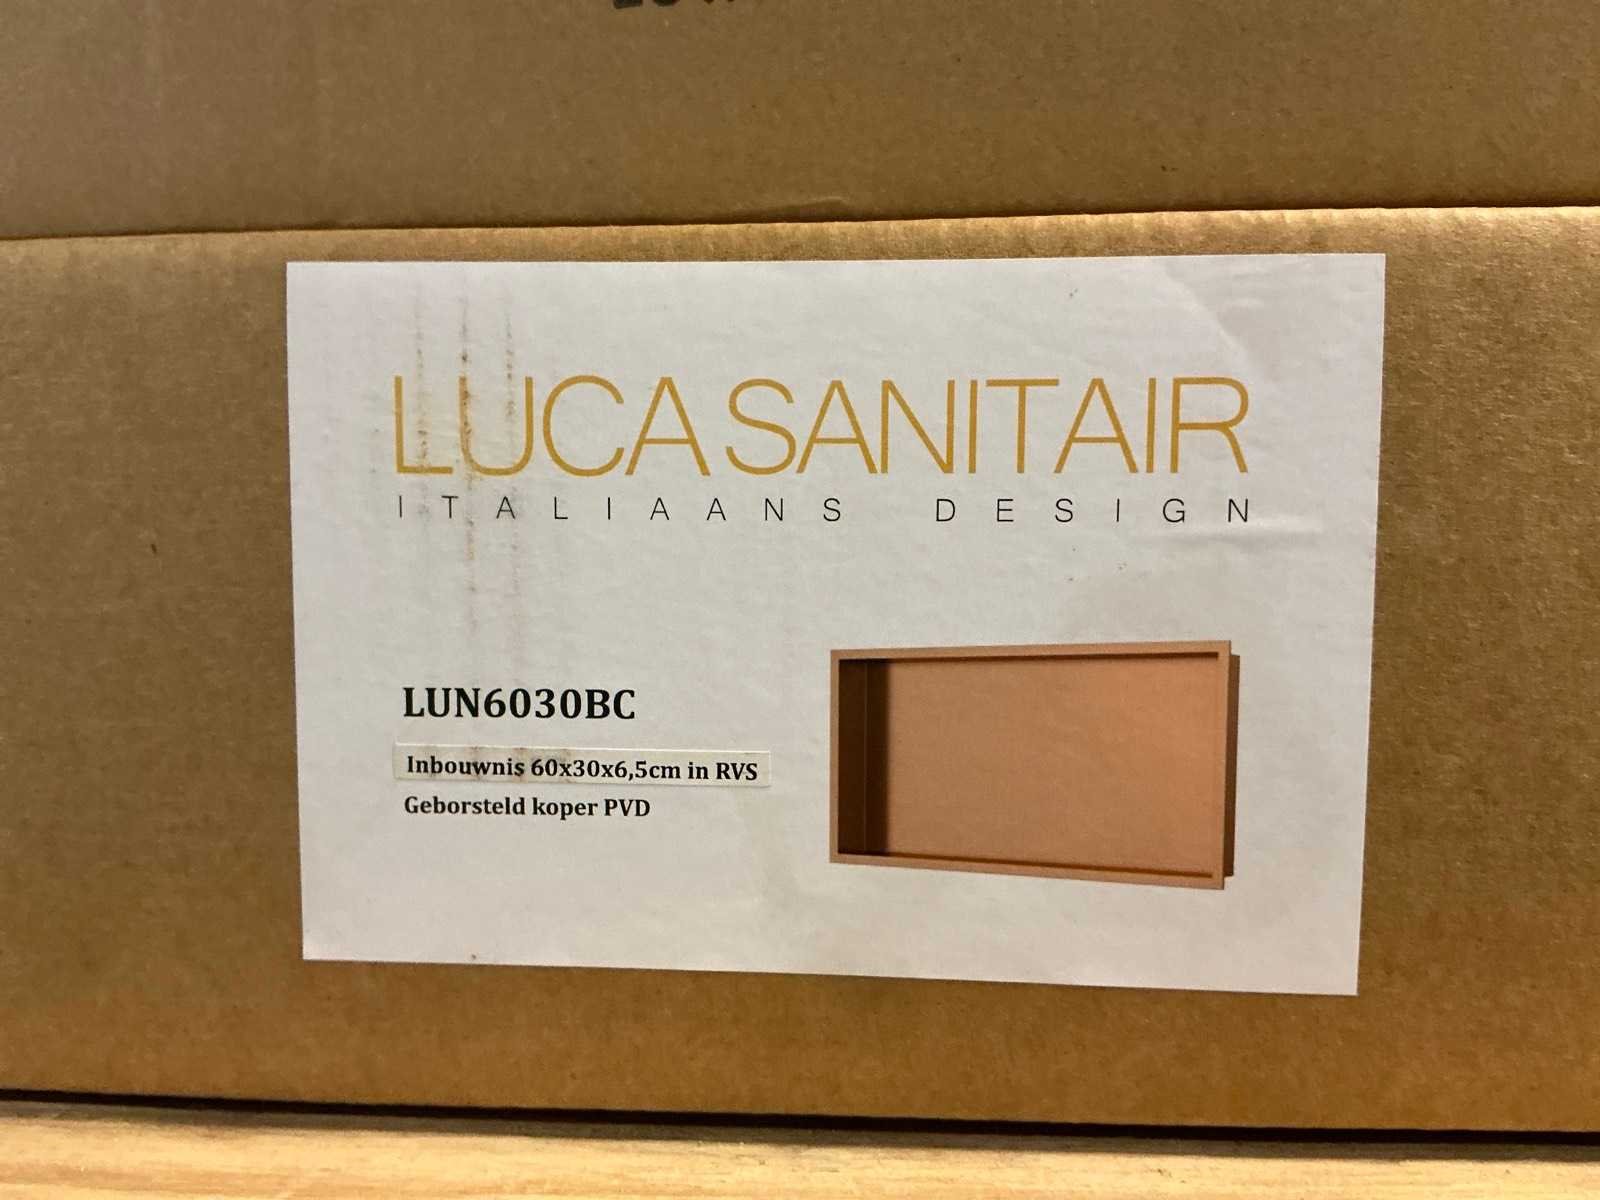 LUCA SANITAIR
ITALIAANS DESIGN
LUN6030BC
Inbouwnis 60x30x6,5cm in RVS
Geborsteld koper PVD